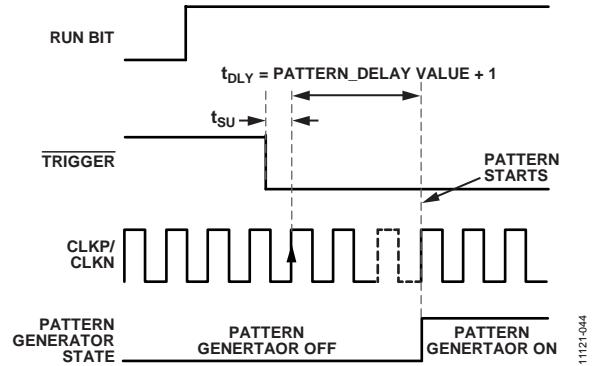 RUN BIT
tDLY = PATTERN_DELAY VALUE + 1
tSU
TRIGGER
PATTERN
STARTS
CLKP/
CLKN
PATTERN
GENERATOR
STATE
PATTERN
GENERTAOR OFF
PATTERN
GENERTAOR ON
11121-044